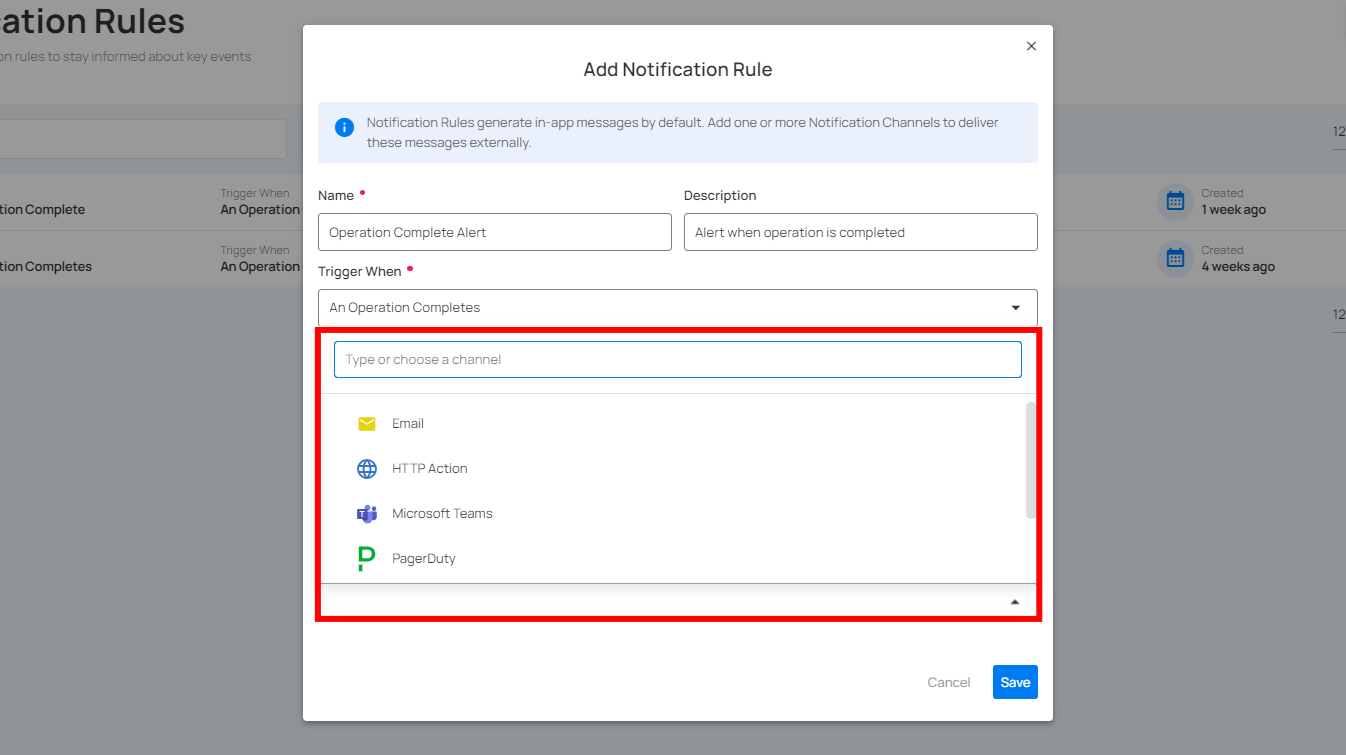 cation Rules
on rules to stay informed about key events
Add Notification Rule
Notification Rules generate in-app messages by default. Add one or more Notification Channels to deliver
these messages externally.
12
Trigger When
Created
tion Complete
An Operation
1 week ago
Trigger When
Created
tion Completes
An Operation
4 weeks ago
12
Name
Description
Operation Complete Alert
Alert when operation is completed
Trigger When
An Operation Completes
Type or choose a channel
Email
HTTP Action
Microsoft Teams
PagerDuty
Cancel
Save